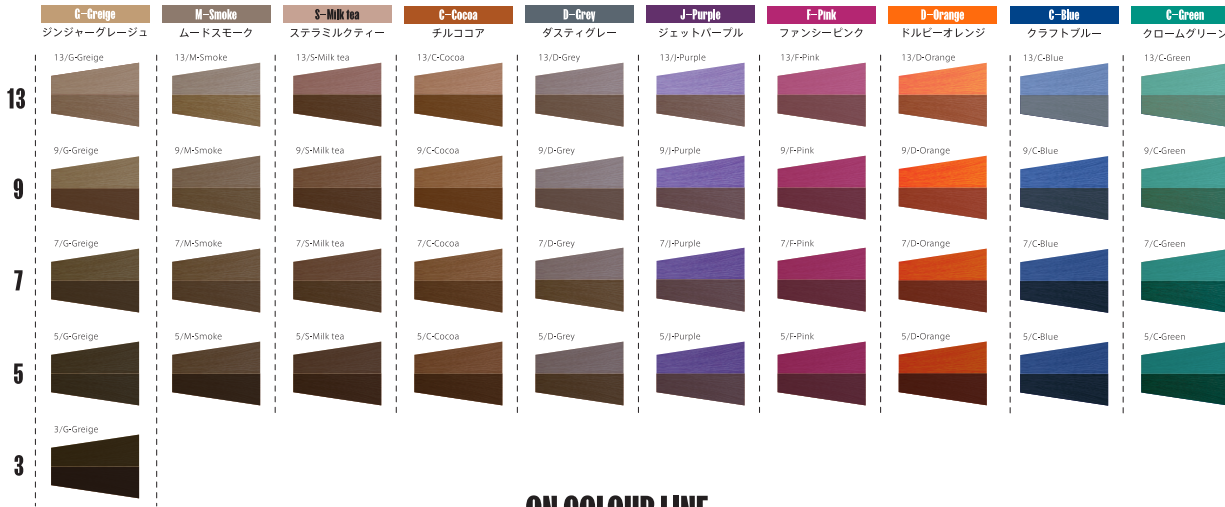 G-Greige M-Smoke S-Milk tea C-Cocoa D-Grey J-Purple F-Pink D-Orange C-Blue C-Green
ジンジャーグレージュ ムードスモーク ステラミルクティー チルココア ダスティグレー ジェットパープル ファンシーピンク ドルビーオレンジ クラフトブルー クロームグリーン
13/G-Greige 13/M-Smoke 13/S-Milk tea 13/C-Cocoa 13/D-Grey 13/J-Purple 13/F-Pink 13/D-Orange 13/C-Blue 13/C-Green
13
9/G-Greige 9/M-Smoke 9/S-Milk tea 9/C-Cocoa 9/D-Grey 9/J-Purple 9/F-Pink 9/D-Orange 9/C-Blue 9/C-Green
9
7/G-Greige 7/M-Smoke 7/S-Milk tea 7/C-Cocoa 7/D-Grey 7/J-Purple 7/F-Pink 7/D-Orange 7/C-Blue 7/C-Green
7
5/G-Greige 5/M-Smoke 5/S-Milk tea 5/C-Cocoa 5/D-Grey 5/J-Purple 5/F-Pink 5/D-Orange 5/C-Blue 5/C-Green
5
3/G-Greige
3
ON COLOUR LINE